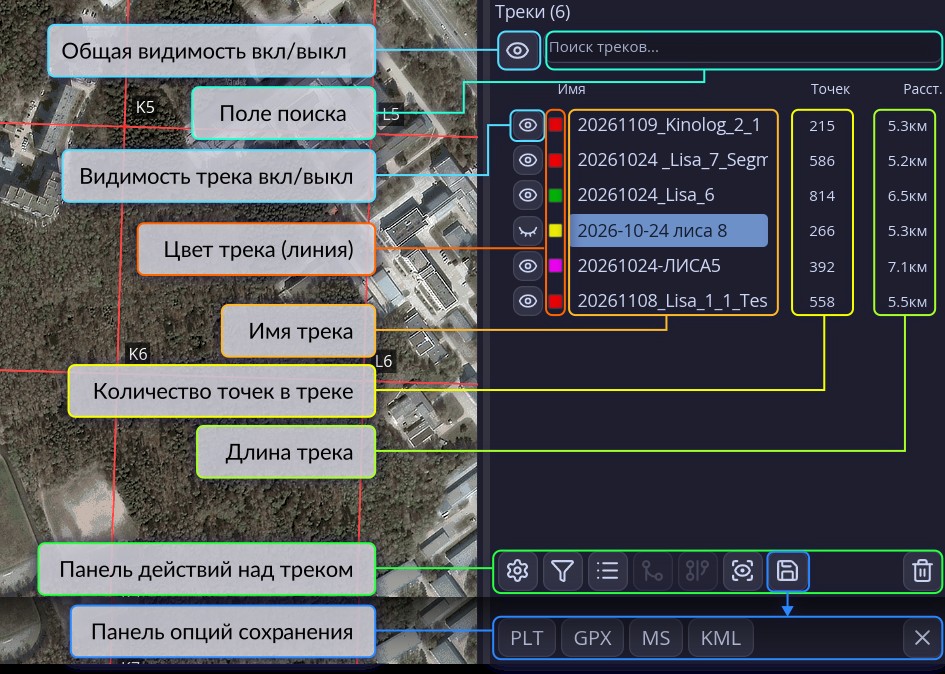 Треки (6)
Общая видимость вкл/выкл
Поиск треков...
Имя
Точек
Расст.
K5
L5
Поле поиска
20261109_Kinolog_2_1
215
5.3км
20261024 _Lisa_7_Segm
586
5.2км
Видимость трека вкл/выкл
20261024_Lisa_6
814
6.5км
2026-10-24 лиса 8
266
5.3км
Цвет трека (линия)
20261024-ЛИСА5
392
7.1км
20261108_Lisa_1_1_Tes
558
5.5км
Имя трека
K6
L6
Количество точек в треке
Длина трека
Панель действий над треком
Панель опций сохранения
PLT
GPX
MS
KML